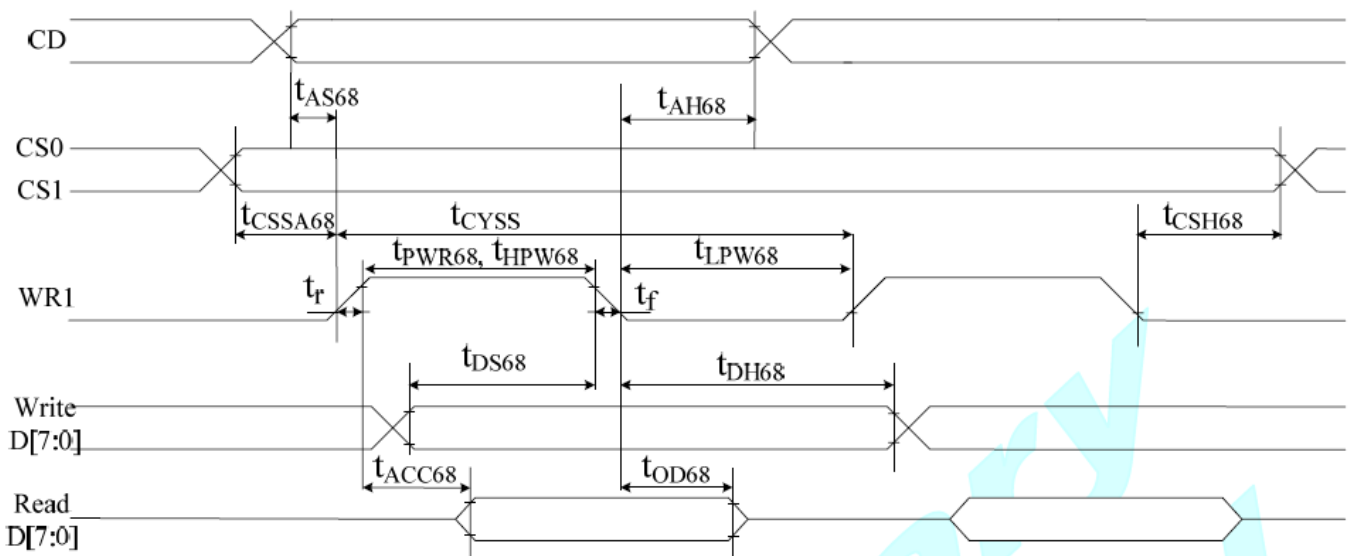 CD
tAS68
tAH68
CS0
CS1
tCSSA68
tCYSS
tCSH68
tPWR68, tHPW68
tLPW68
WR1
tr
tf
tDS68
tDH68
Write
D[7:0]
tACC68
tOD68
Read
D[7:0]